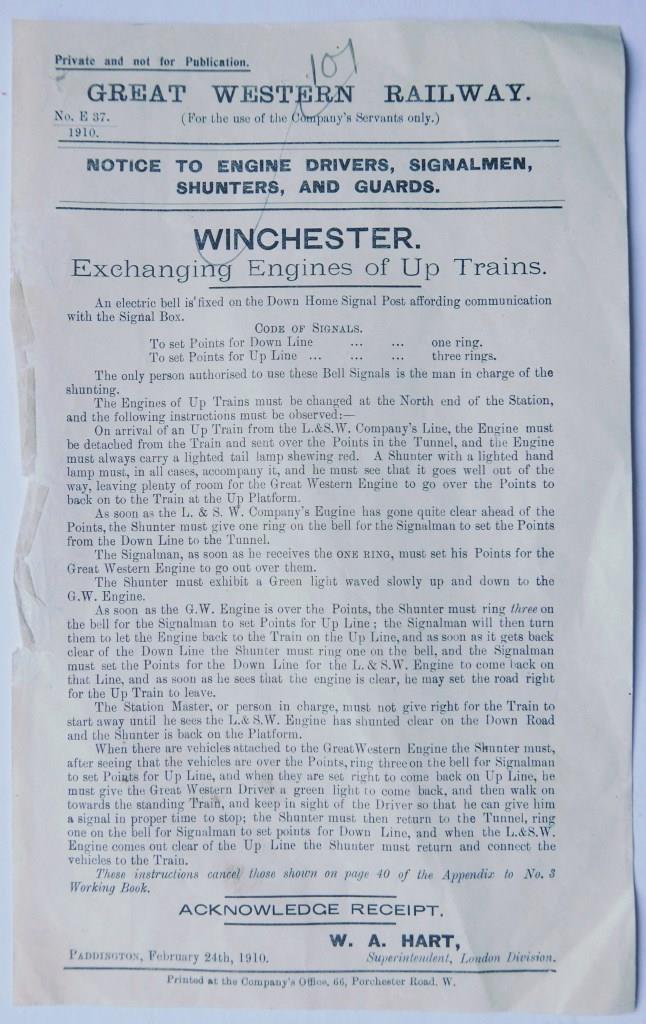 107
Private and not for Publication.
GREAT WESTERN RAILWAY.
No. E 37.
1910.
(For the use of the Company's Servants only.)
NOTICE TO ENGINE DRIVERS, SIGNALMEN,
SHUNTERS, AND GUARDS.
WINCHESTER.
Exchanging Engines of Up Trains.
An electric bell is fixed on the Down Home Signal Post affording communication
with the Signal Box.
CODE OF SIGNALS.
To set Points for Down Line ... ... one ring.
To set Points for Up Line ... ... ... three rings.
The only person authorised to use these Bell Signals is the man in charge of the
shunting.
The Engines of Up Trains must be changed at the North end of the Station,
and the following instructions must be observed:—
On arrival of an Up Train from the L.&S.W. Company's Line, the Engine must
be detached from the Train and sent over the Points in the Tunnel, and the Engine
must always carry a lighted tail lamp shewing red. A Shunter with a lighted hand
lamp must, in all cases, accompany it, and he must see that it goes well out of the
way, leaving plenty of room for the Great Western Engine to go over the Points to
back on to the Train at the Up Platform.
As soon as the L. & S. W. Company's Engine has gone quite clear ahead of the
Points, the Shunter must give one ring on the bell for the Signalman to set the Points
from the Down Line to the Tunnel.
The Signalman, as soon as he receives the ONE RING, must set his Points for the
Great Western Engine to go out over them.
The Shunter must exhibit a Green light waved slowly up and down to the
G.W. Engine.
As soon as the G.W. Engine is over the Points, the Shunter must ring three on
the bell for the Signalman to set Points for Up Line; the Signalman will then turn
them to let the Engine back to the Train on the Up Line, and as soon as it gets back
clear of the Down Line the Shunter must ring one on the bell, and the Signalman
must set the Points for the Down Line for the L. & S.W. Engine to come back on
that Line, and as soon as he sees that the engine is clear, he may set the road right
for the Up Train to leave.
The Station Master, or person in charge, must not give right for the Train to
start away until he sees the L.& S.W. Engine has shunted clear on the Down Road
and the Shunter is back on the Platform.
When there are vehicles attached to the Great Western Engine the Shunter must,
after seeing that the vehicles are over the Points, ring three on the bell for Signalman
to set Points for Up Line, and when they are set right to come back on Up Line, he
must give the Great Western Driver a green light to come back, and then walk on
towards the standing Train, and keep in sight of the Driver so that he can give him
a signal in proper time to stop; the Shunter must then return to the Tunnel, ring
one on the bell for Signalman to set points for Down Line, and when the L.&S.W.
Engine comes out clear of the Up Line the Shunter must return and connect the
vehicles to the Train.
These instructions cancel those shown on page 40 of the Appendix to No. 3
Working Book.
ACKNOWLEDGE RECEIPT.
W. A. HART,
PADDINGTON, February 24th, 1910.
Superintendent, London Division.
Printed at the Company's Office, 66, Porchester Road, W.